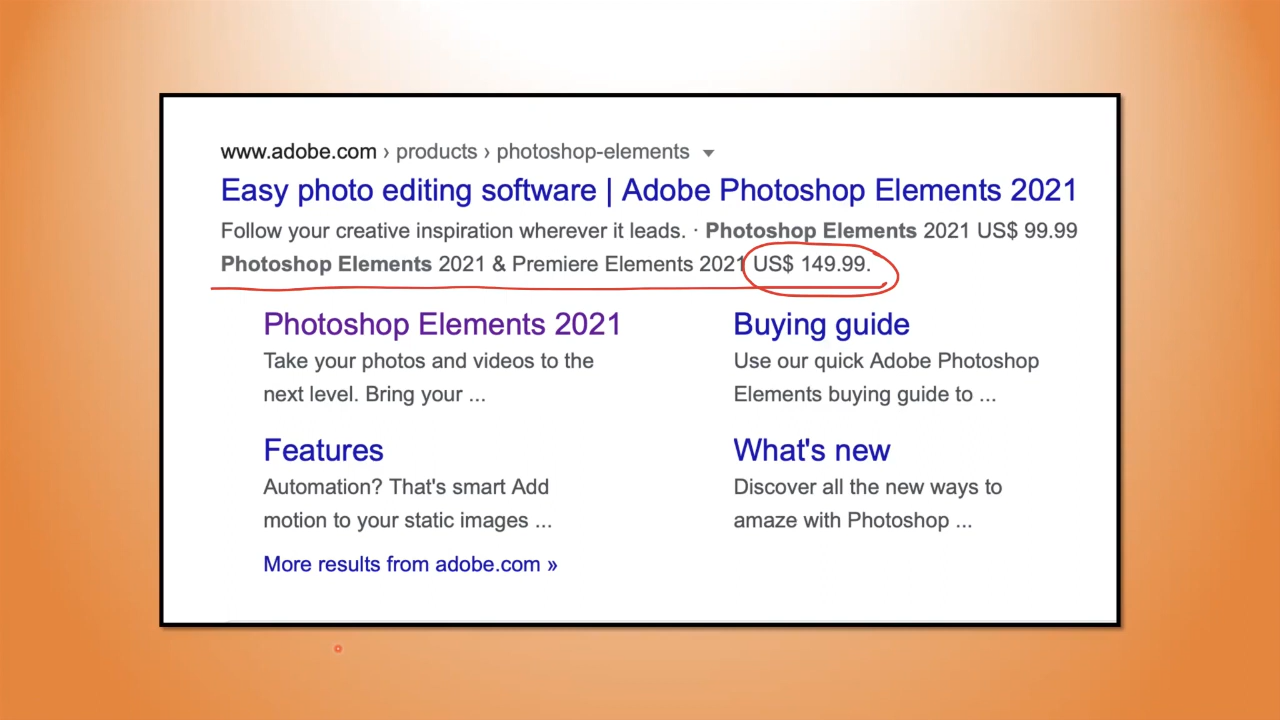 www.adobe.com › products › photoshop-elements
Easy photo editing software | Adobe Photoshop Elements 2021
Follow your creative inspiration wherever it leads. · Photoshop Elements 2021 US$ 99.99
Photoshop Elements 2021 & Premiere Elements 2021 US$ 149.99.
Photoshop Elements 2021
Take your photos and videos to the
next level. Bring your ...
Buying guide
Use our quick Adobe Photoshop
Elements buying guide to ...
Features
Automation? That's smart Add
motion to your static images ...
What's new
Discover all the new ways to
amaze with Photoshop ...
More results from adobe.com »